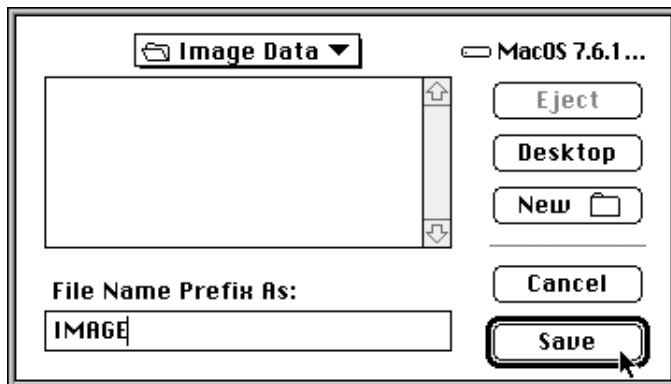 Image Data
MacOS 7.6.1...
Eject
Desktop
New
File Name Prefix As:
IMAGE
Cancel
Save